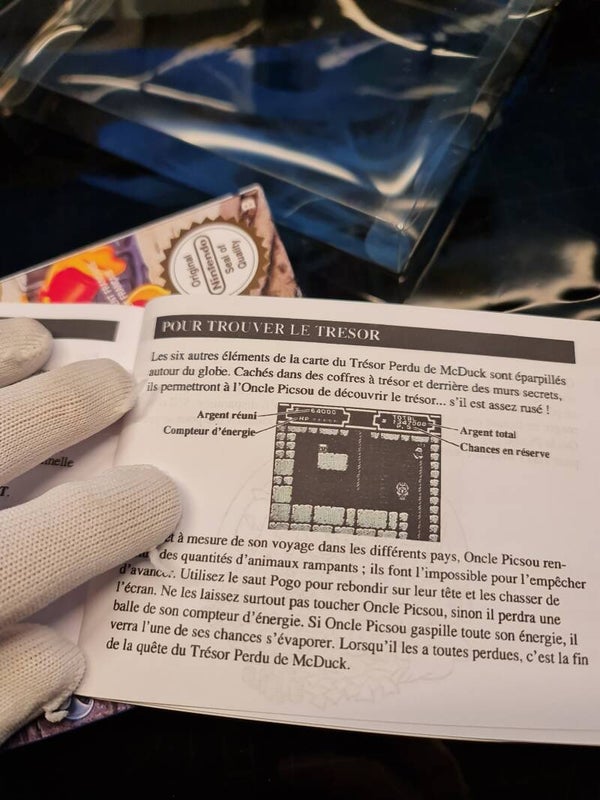 Original
Nintendo
Seal of
Quality
POUR TROUVER LE TRESOR
Les six autres éléments de la carte du Trésor Perdu de McDuck sont éparpillés
autour du globe. Cachés dans des coffres à trésor et derrière des murs secrets,
ils permettront à l'Oncle Picsou de découvrir le trésor... s'il est assez rusé !
Argent réuni
Compteur d'énergie
64000
HP
TOTAL
1347000
P.
Argent total
Chances en réserve
nelle
T.
et à mesure de son voyage dans les différents pays, Oncle Picsou ren-
des quantités d'animaux rampants ; ils font l'impossible pour l'empêcher
d'avancer. Utilisez le saut Pogo pour rebondir sur leur tête et les chasser de
l'écran. Ne les laissez surtout pas toucher Oncle Picsou, sinon il perdra une
balle de son compteur d'énergie. Si Oncle Picsou gaspille toute son énergie, il
verra l'une de ses chances s'évaporer. Lorsqu'il les a toutes perdues, c'est la fin
de la quête du Trésor Perdu de McDuck.